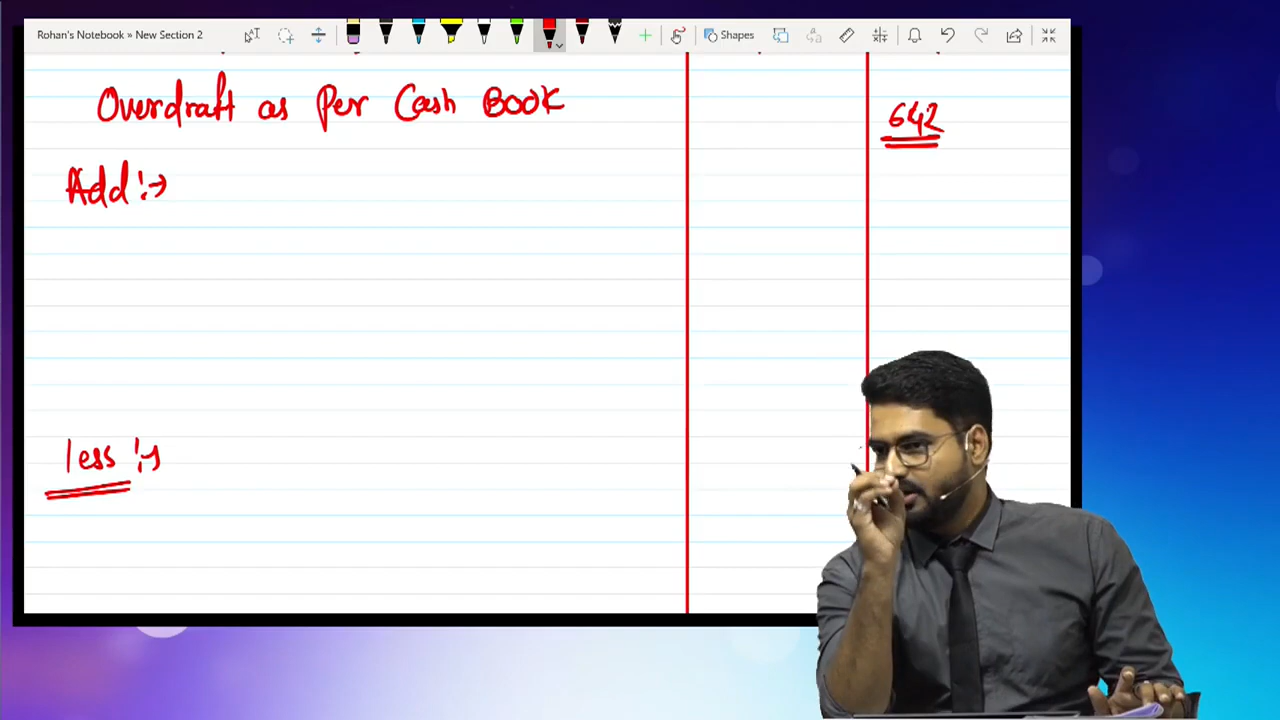 Rohan's Notebook » New Section 2
Shapes
Overdraft as Per Cash Book
642
Add :→
less :→